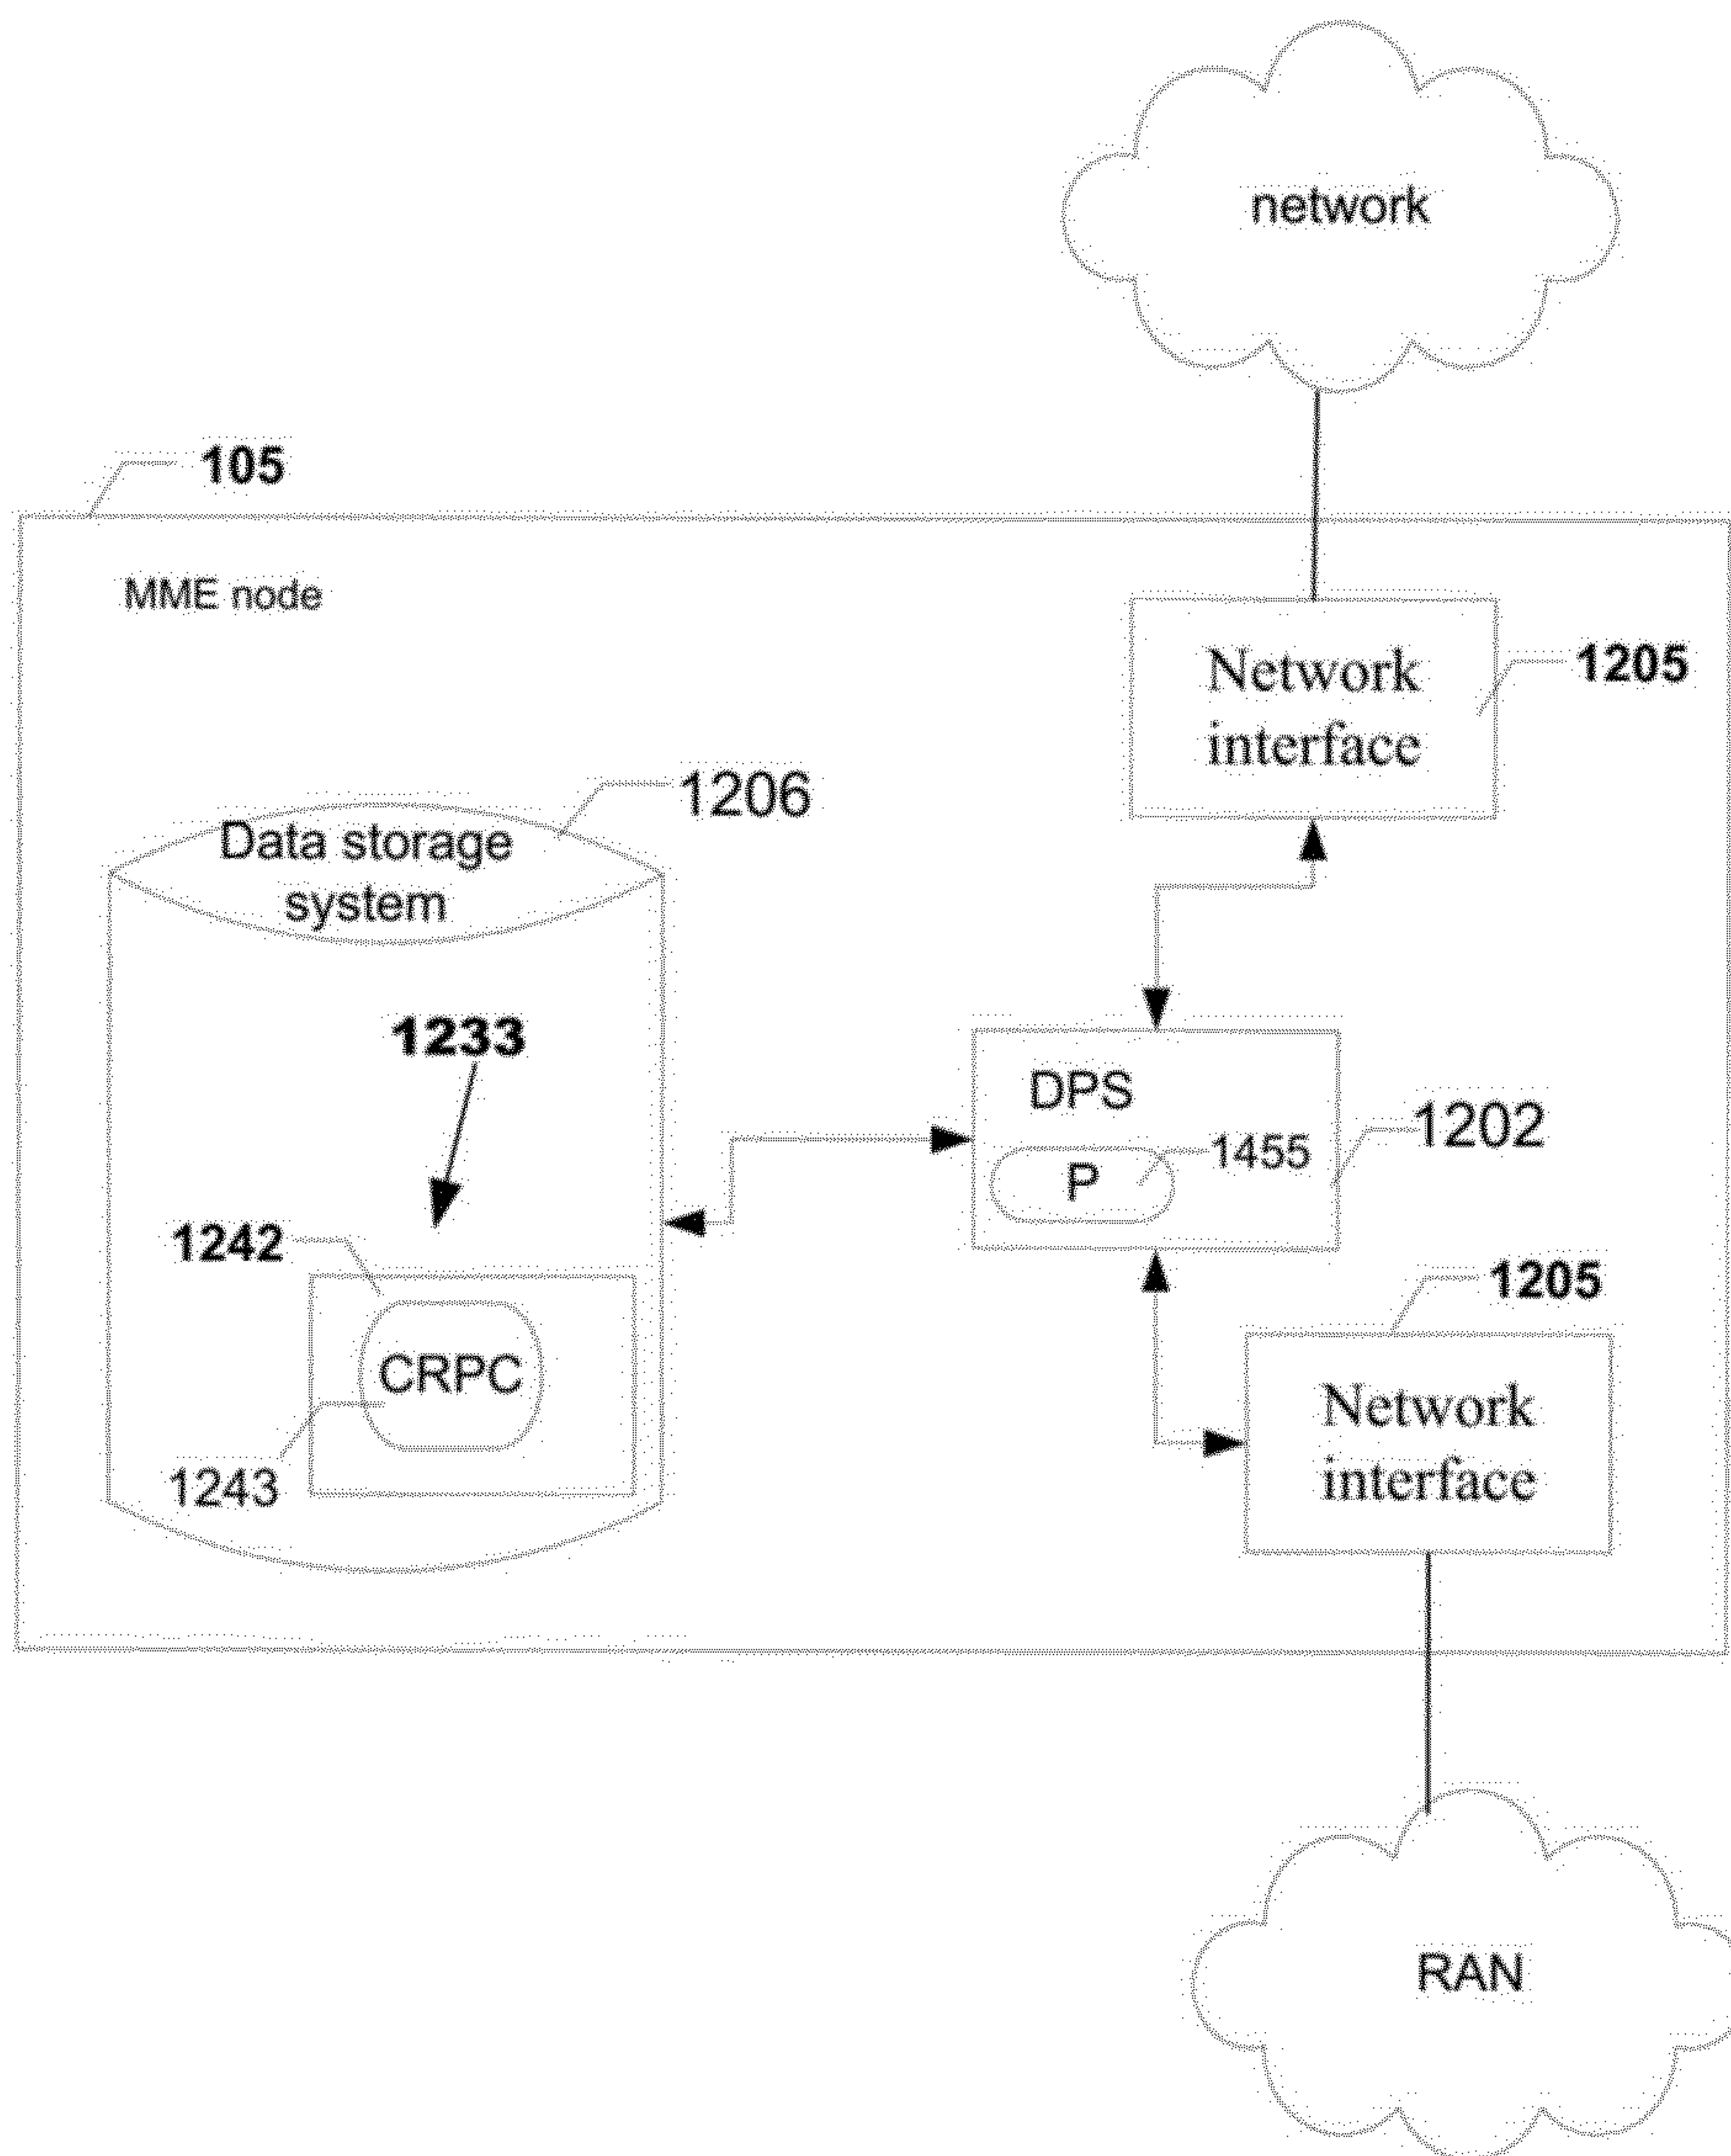 network
105
MME node
Network
interface
1205
1206
Data storage
system
1233
DPS
P
1455
1202
1242
CRPC
1243
1205
Network
interface
RAN